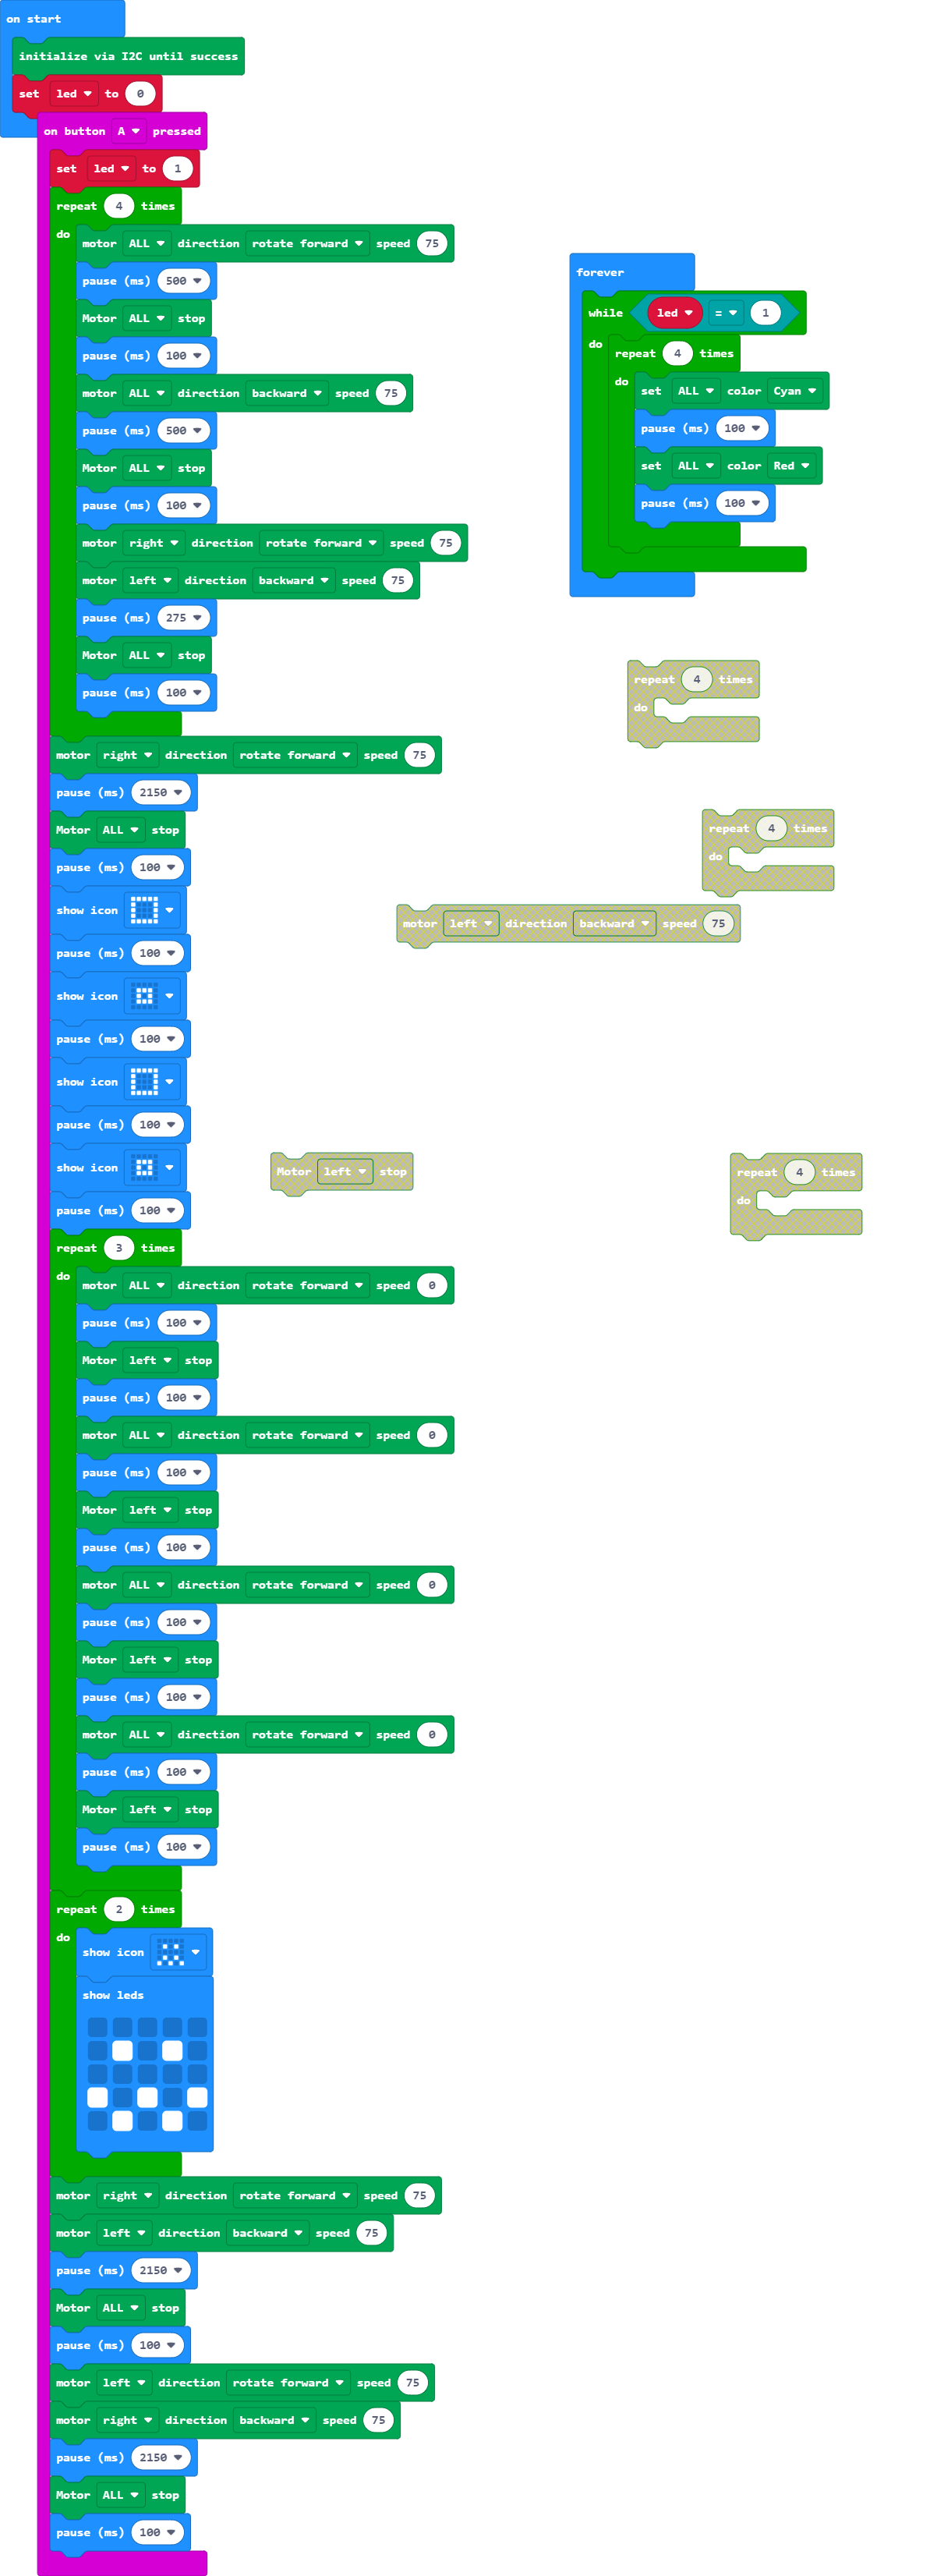 on start
initialize via I2C until success
set led to 0
on button A pressed
set led to 1
repeat 4 times
do
motor ALL direction rotate forward speed 75
pause (ms) 500
Motor ALL stop
pause (ms) 100
motor ALL direction backward speed 75
pause (ms) 500
Motor ALL stop
pause (ms) 100
motor right direction rotate forward speed 75
motor left direction backward speed 75
pause (ms) 275
Motor ALL stop
pause (ms) 100
motor right direction rotate forward speed 75
pause (ms) 2150
Motor ALL stop
pause (ms) 100
show icon
pause (ms) 100
show icon
pause (ms) 100
show icon
pause (ms) 100
show icon
pause (ms) 100
repeat 3 times
do
motor ALL direction rotate forward speed 0
pause (ms) 100
Motor left stop
pause (ms) 100
motor ALL direction rotate forward speed 0
pause (ms) 100
Motor left stop
pause (ms) 100
motor ALL direction rotate forward speed 0
pause (ms) 100
Motor left stop
pause (ms) 100
motor ALL direction rotate forward speed 0
pause (ms) 100
Motor left stop
pause (ms) 100
repeat 2 times
do
show icon
show leds
motor right direction rotate forward speed 75
motor left direction backward speed 75
pause (ms) 2150
Motor ALL stop
pause (ms) 100
motor left direction rotate forward speed 75
motor right direction backward speed 75
pause (ms) 2150
Motor ALL stop
pause (ms) 100
forever
while led = 1
do
repeat 4 times
do
set ALL color Cyan
pause (ms) 100
set ALL color Red
pause (ms) 100
repeat 4 times
do
repeat 4 times
do
motor left direction backward speed 75
Motor left stop
repeat 4 times
do